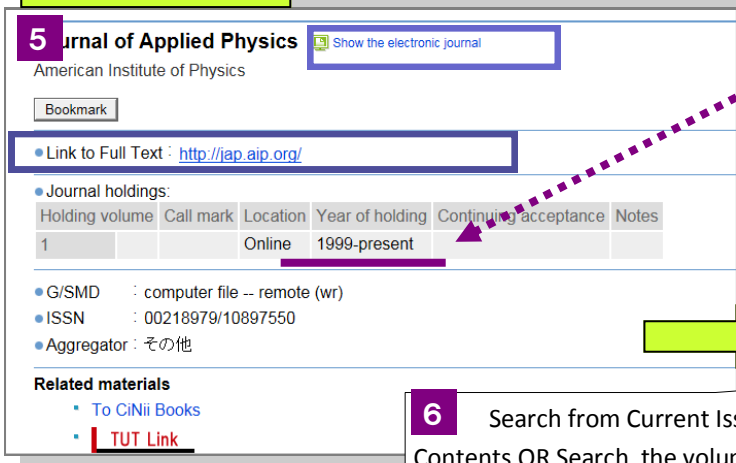 5 urnal of Applied Physics Show the electronic journal
American Institute of Physics
Bookmark
Link to Full Text : http://jap.aip.org/
Journal holdings:
Holding volume Call mark Location Year of holding Continuing acceptance Notes
1 Online 1999-present
G/SMD : computer file -- remote (wr)
ISSN : 00218979/10897550
Aggregator : その他
Related materials
To CiNii Books
TUT Link
6 Search from Current Iss
Contents OR Search the volum